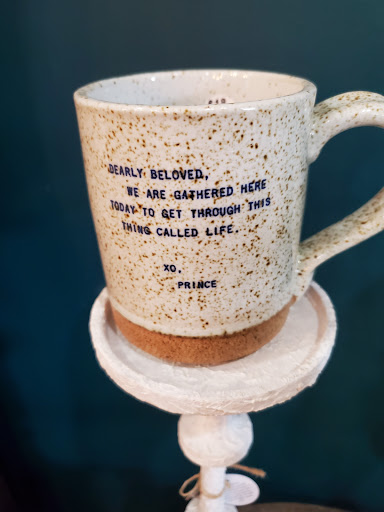 DEARLY BELOVED,
WE ARE GATHERED HERE
TODAY TO GET THROUGH THIS
THING CALLED LIFE.
XO,
PRINCE